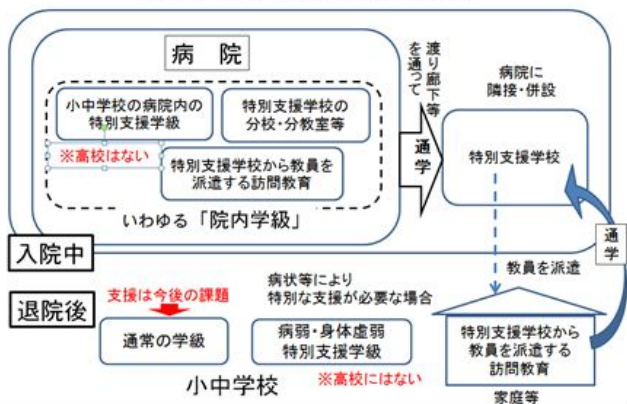 病　院
渡り廊下等
を通って
病院に
隣接・併設
小中学校の病院内の
特別支援学級
特別支援学校の
分校・分教室等
※高校はない
特別支援学校から教員を
派遣する訪問教育
いわゆる「院内学級」
通学
特別支援学校
入院中
教員を派遣
通学
退院後
支援は今後の課題
病状等により
特別な支援が必要な場合
通常の学級
病弱・身体虚弱
特別支援学級
特別支援学校から
教員を派遣する
訪問教育
小中学校
※高校にはない
家庭等